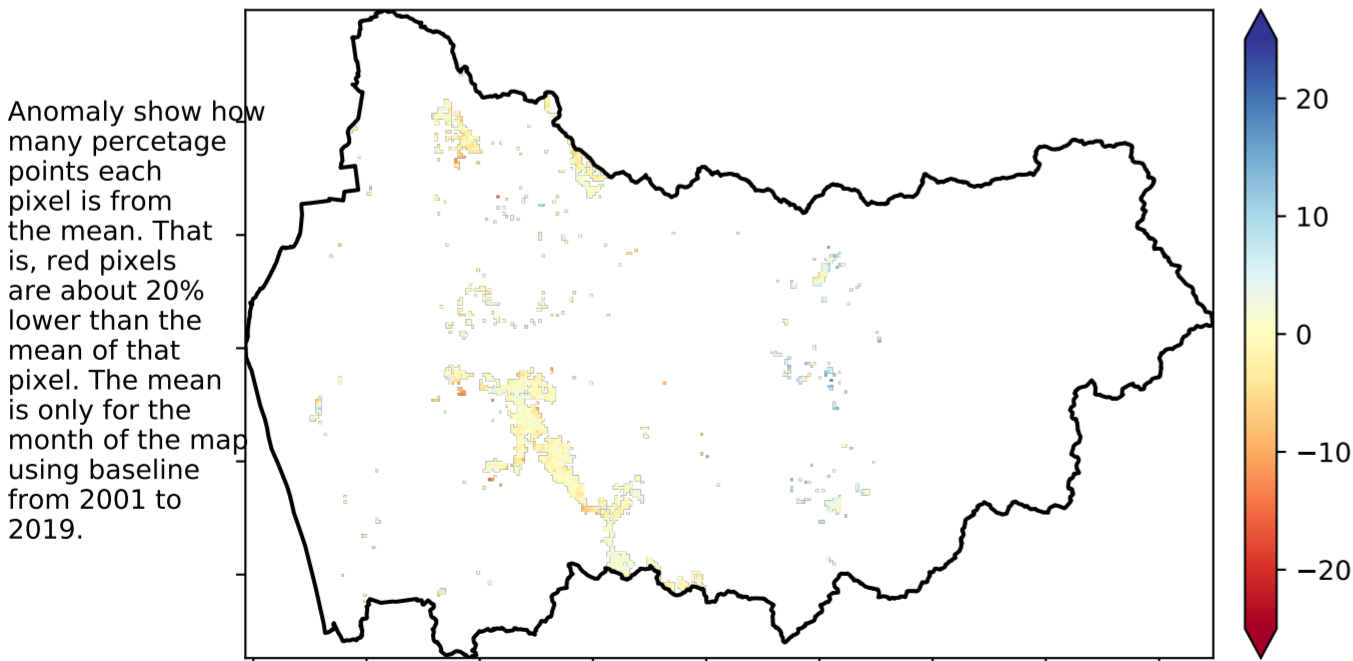 Anomaly show how
many percetage
points each
pixel is from
the mean. That
is, red pixels
are about 20%
lower than the
mean of that
pixel. The mean
is only for the
month of the map
using baseline
from 2001 to
2019.
20
10
0
−10
−20